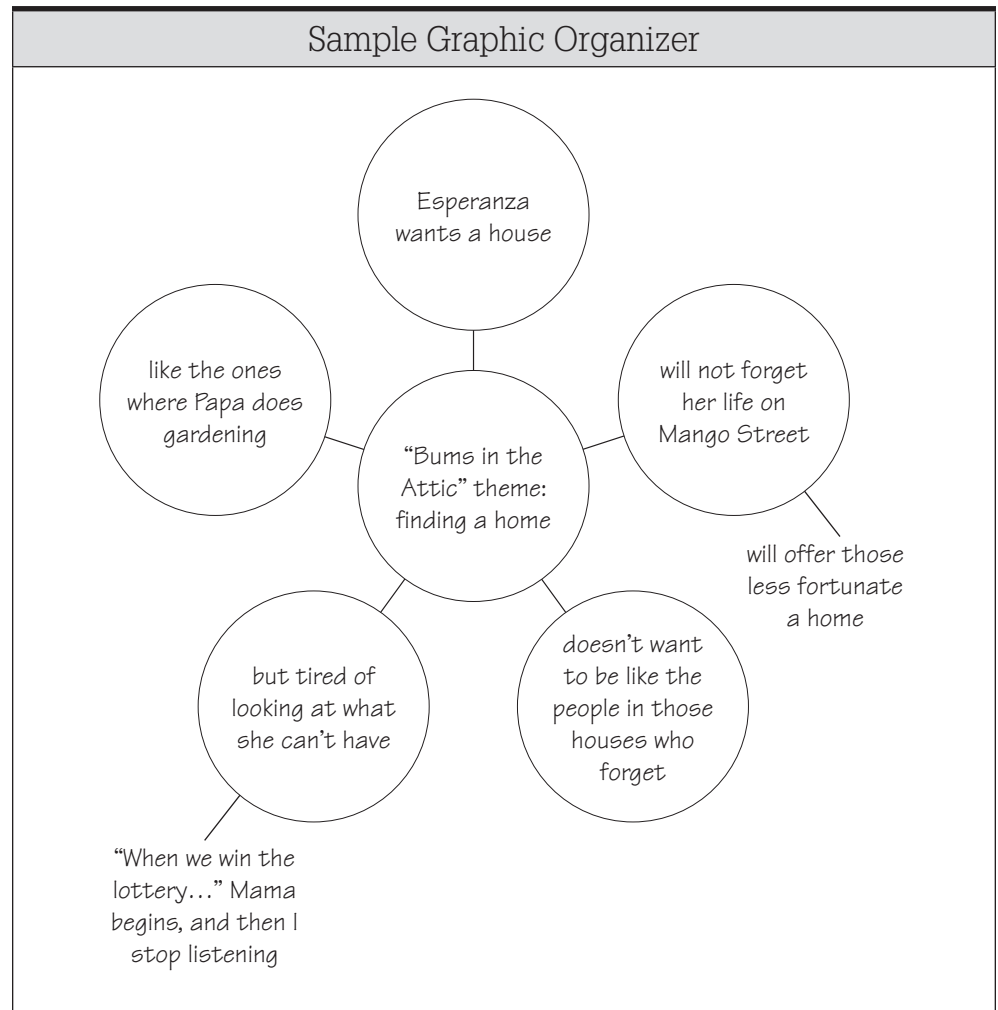 Sample Graphic Organizer
Esperanza
wants a house
like the ones
where Papa does
gardening
will not forget
her life on
Mango Street
"Bums in the
Attic" theme:
finding a home
will offer those
less fortunate
a home
but tired of
looking at what
she can't have
doesn't want
to be like the
people in those
houses who
forget
"When we win the
lottery..." Mama
begins, and then I
stop listening